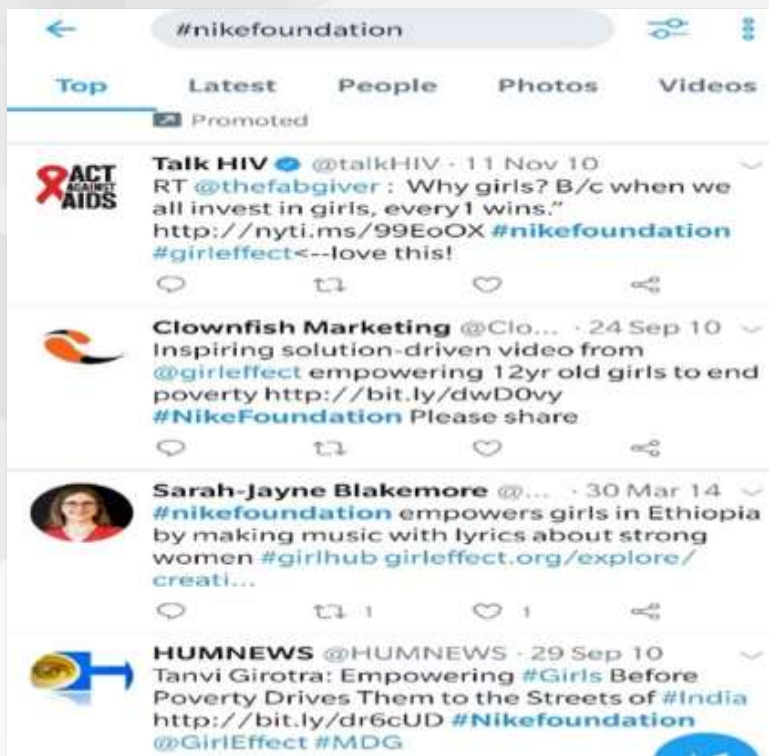 #nikefoundation
Top Latest People Photos Videos
Promoted
ACT AGAINST AIDS
Talk HIV @talkHIV · 11 Nov 10
RT @thefabgiver : Why girls? B/c when we
all invest in girls, every1 wins."
http://nyti.ms/99EoOX #nikefoundation
#girleffect<--love this!
Clownfish Marketing @Clo... · 24 Sep 10
Inspiring solution-driven video from
@girleffect empowering 12yr old girls to end
poverty http://bit.ly/dwD0vy
#NikeFoundation Please share
Sarah-Jayne Blakemore @... · 30 Mar 14
#nikefoundation empowers girls in Ethiopia
by making music with lyrics about strong
women #girlhub girleffect.org/explore/
creati...
1 1
HUMNEWS @HUMNEWS · 29 Sep 10
Tanvi Girotra: Empowering #Girls Before
Poverty Drives Them to the Streets of #India
http://bit.ly/dr6cUD #Nikefoundation
@GirlEffect #MDG